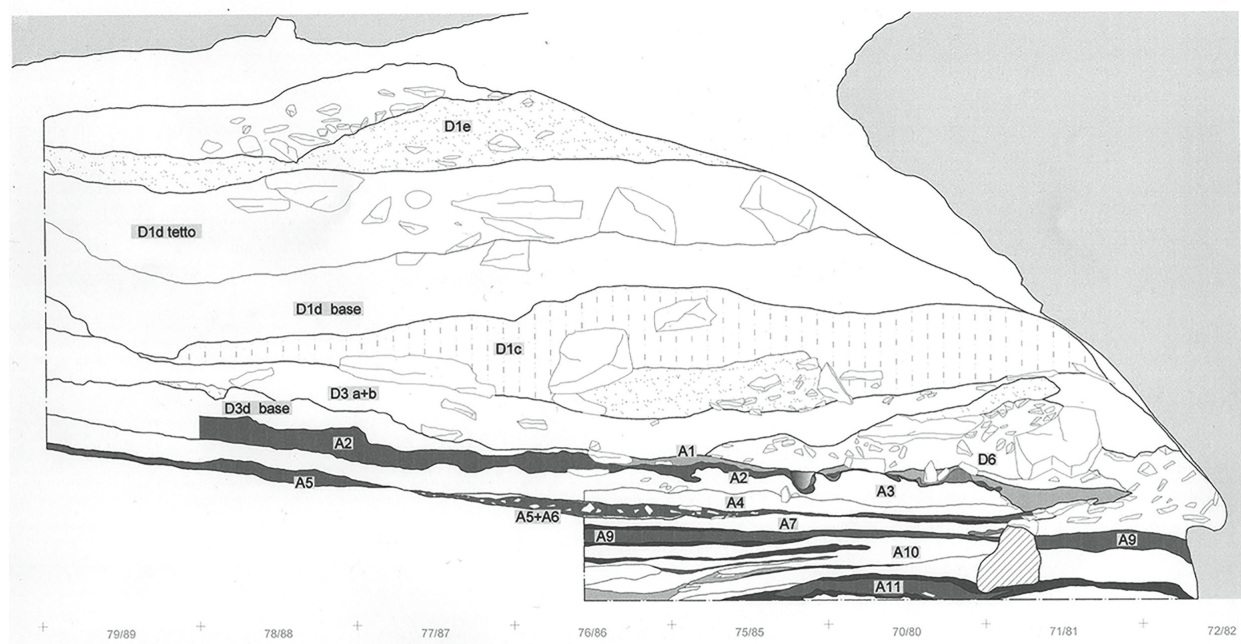 D1e
D1d tetto
D1d base
D1c
D3 a+b
D3d base
A2
A1
D6
A2
A3
A5
A4
A5+A6
A7
A9
A9
A10
A11
79/89 78/88 77/87 76/86 75/85 70/80 71/81 72/82